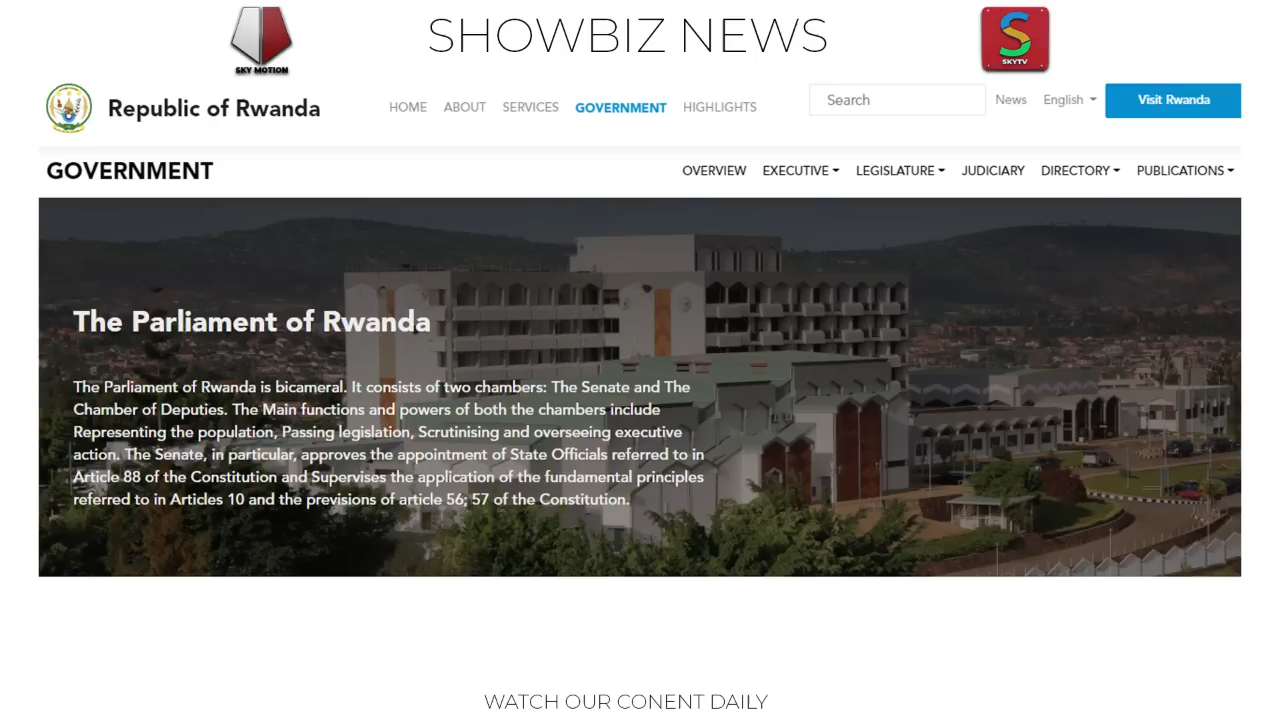 SHOWBIZ NEWS
SKY MOTION
S
SKYTV
Republic of Rwanda
HOME ABOUT SERVICES GOVERNMENT HIGHLIGHTS
Search
News English Visit Rwanda
GOVERNMENT
OVERVIEW EXECUTIVE LEGISLATURE JUDICIARY DIRECTORY PUBLICATIONS
The Parliament of Rwanda
The Parliament of Rwanda is bicameral. It consists of two chambers: The Senate and The
Chamber of Deputies. The Main functions and powers of both the chambers include
Representing the population, Passing legislation, Scrutinising and overseeing executive
action. The Senate, in particular, approves the appointment of State Officials referred to in
Article 88 of the Constitution and Supervises the application of the fundamental principles
referred to in Articles 10 and the previsions of article 56; 57 of the Constitution.
WATCH OUR CONENT DAILY